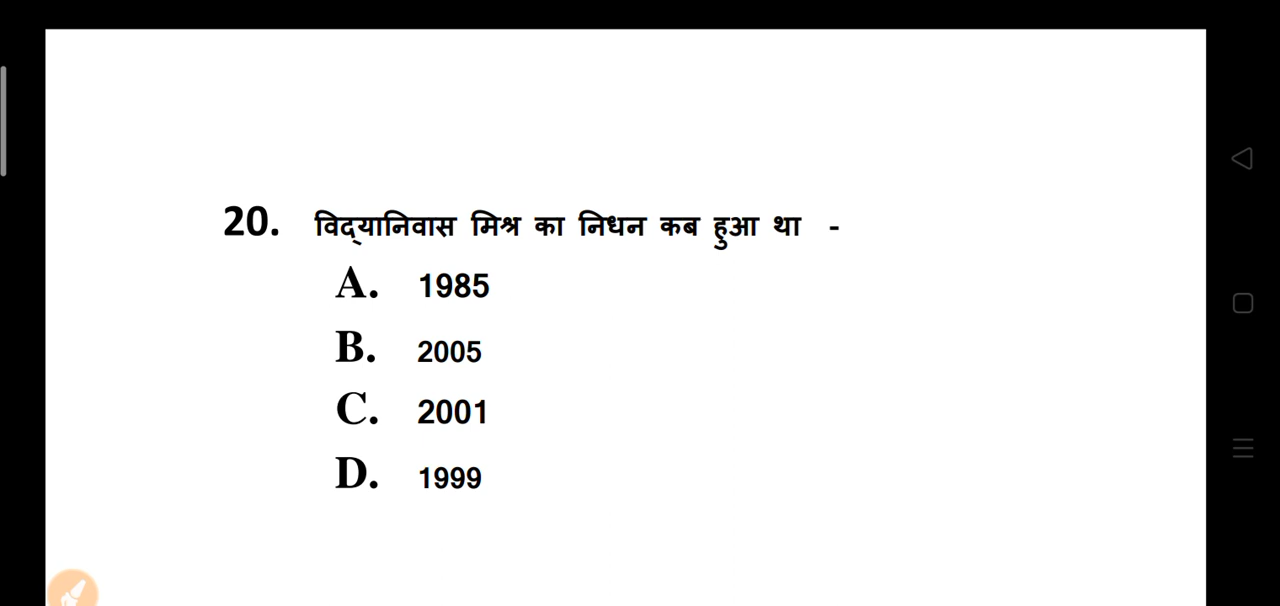 20. विद्यानिवास मिश्र का निधन कब हुआ था -
A. 1985
B. 2005
C. 2001
D. 1999